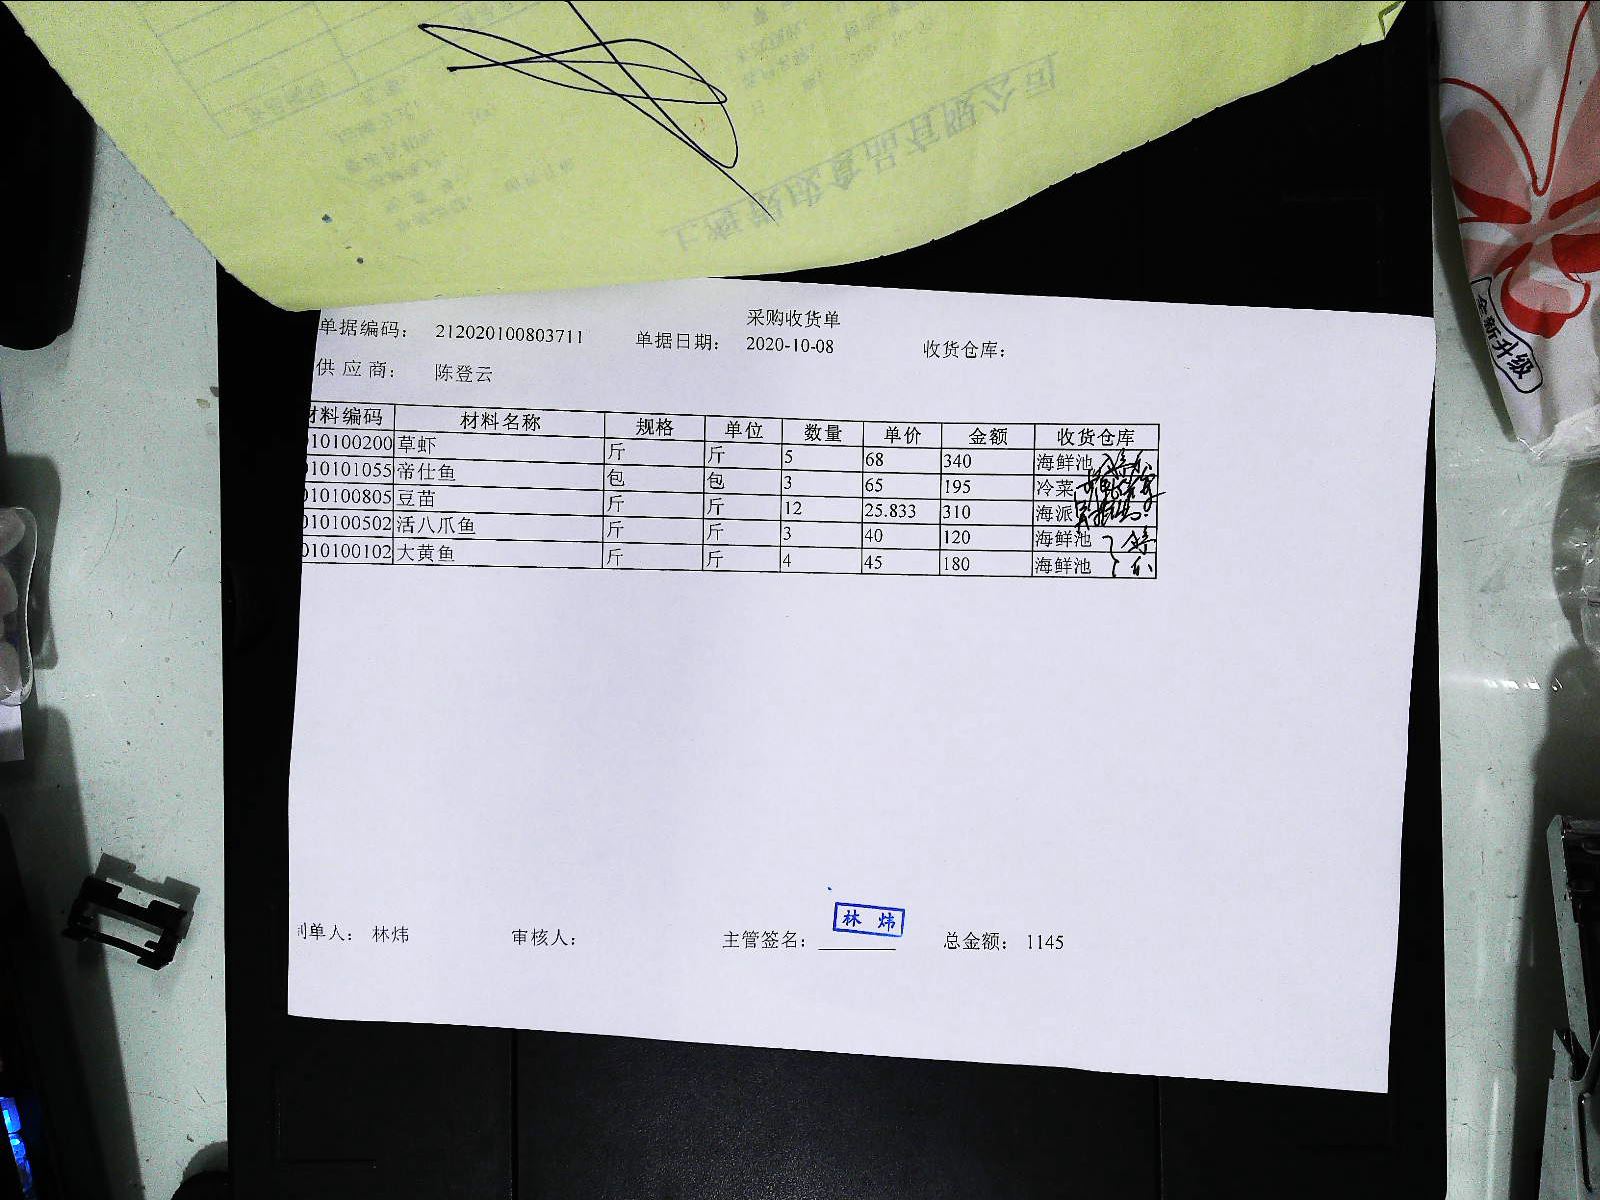 采购收货单
单据编码: 212020100803711 单据日期: 2020-10-08 收货仓库:
供应商: 陈登云
材料编码 材料名称 规格 单位 数量 单价 金额 收货仓库
010100200 草虾 斤 斤 5 68 340 海鲜池
010101055 帝仕鱼 包 包 3 65 195 冷菜
010100805 豆苗 斤 斤 12 25.833 310 海派
010100502 活八爪鱼 斤 斤 3 40 120 海鲜池
010100102 大黄鱼 斤 斤 4 45 180 海鲜池
林炜
制单人: 林炜 审核人: 主管签名: 总金额: 1145
全新升级